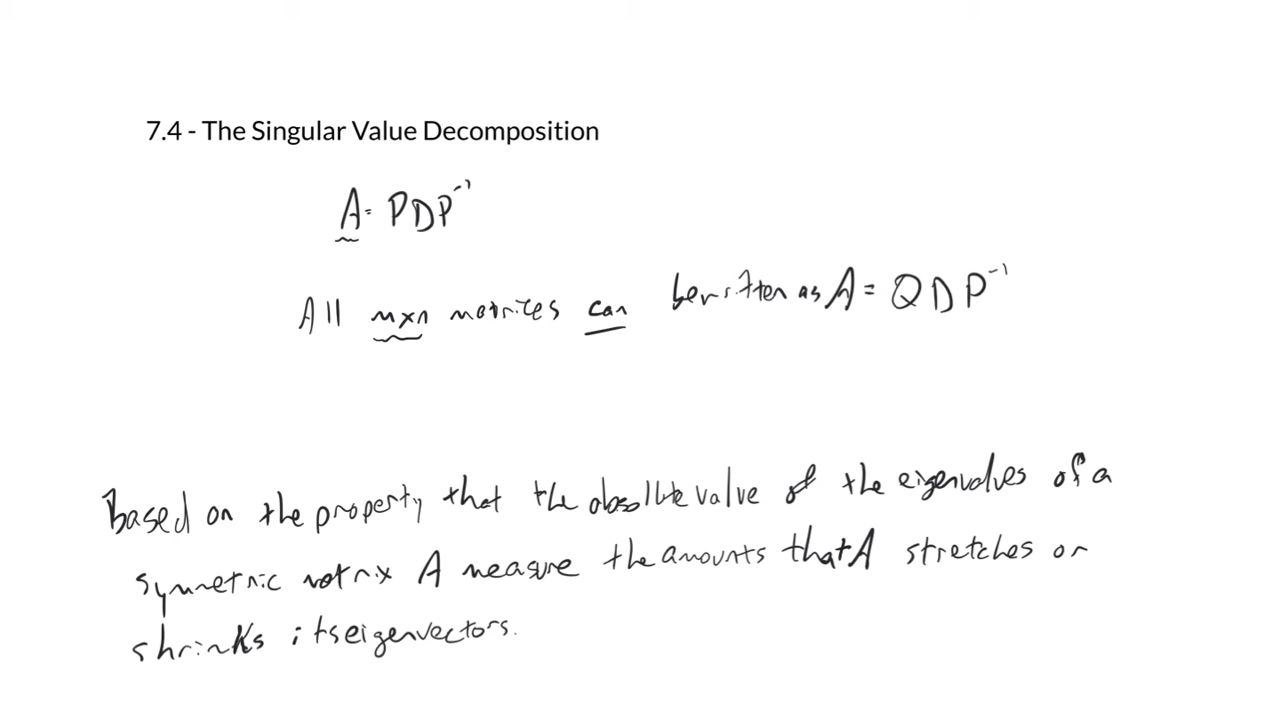 7.4 - The Singular Value Decomposition
A = PDP⁻¹
All mxn matrices can be written as A = QDP⁻¹
Based on the property that the absolute value of the eigenvalues of a
symmetric matrix A measure the amounts that A stretches or
shrinks its eigenvectors.